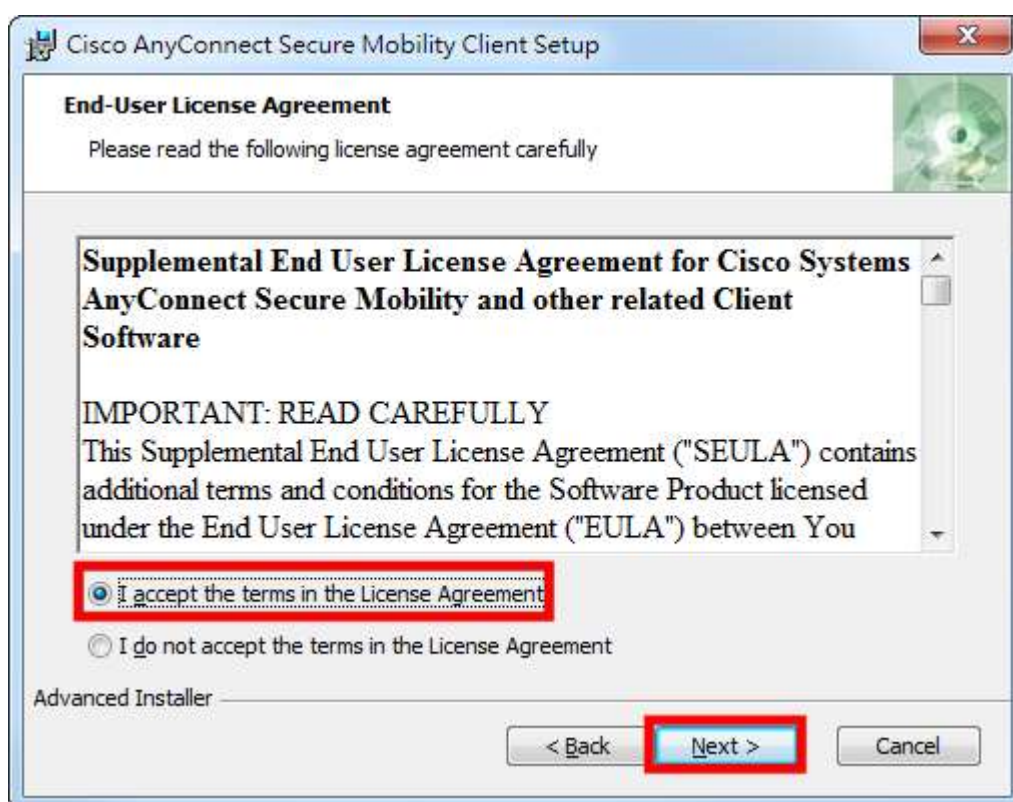 Cisco AnyConnect Secure Mobility Client Setup
End-User License Agreement
Please read the following license agreement carefully
Supplemental End User License Agreement for Cisco Systems
AnyConnect Secure Mobility and other related Client
Software
IMPORTANT: READ CAREFULLY
This Supplemental End User License Agreement ("SEULA") contains
additional terms and conditions for the Software Product licensed
under the End User License Agreement ("EULA") between You
I accept the terms in the License Agreement
I do not accept the terms in the License Agreement
Advanced Installer
< Back Next > Cancel